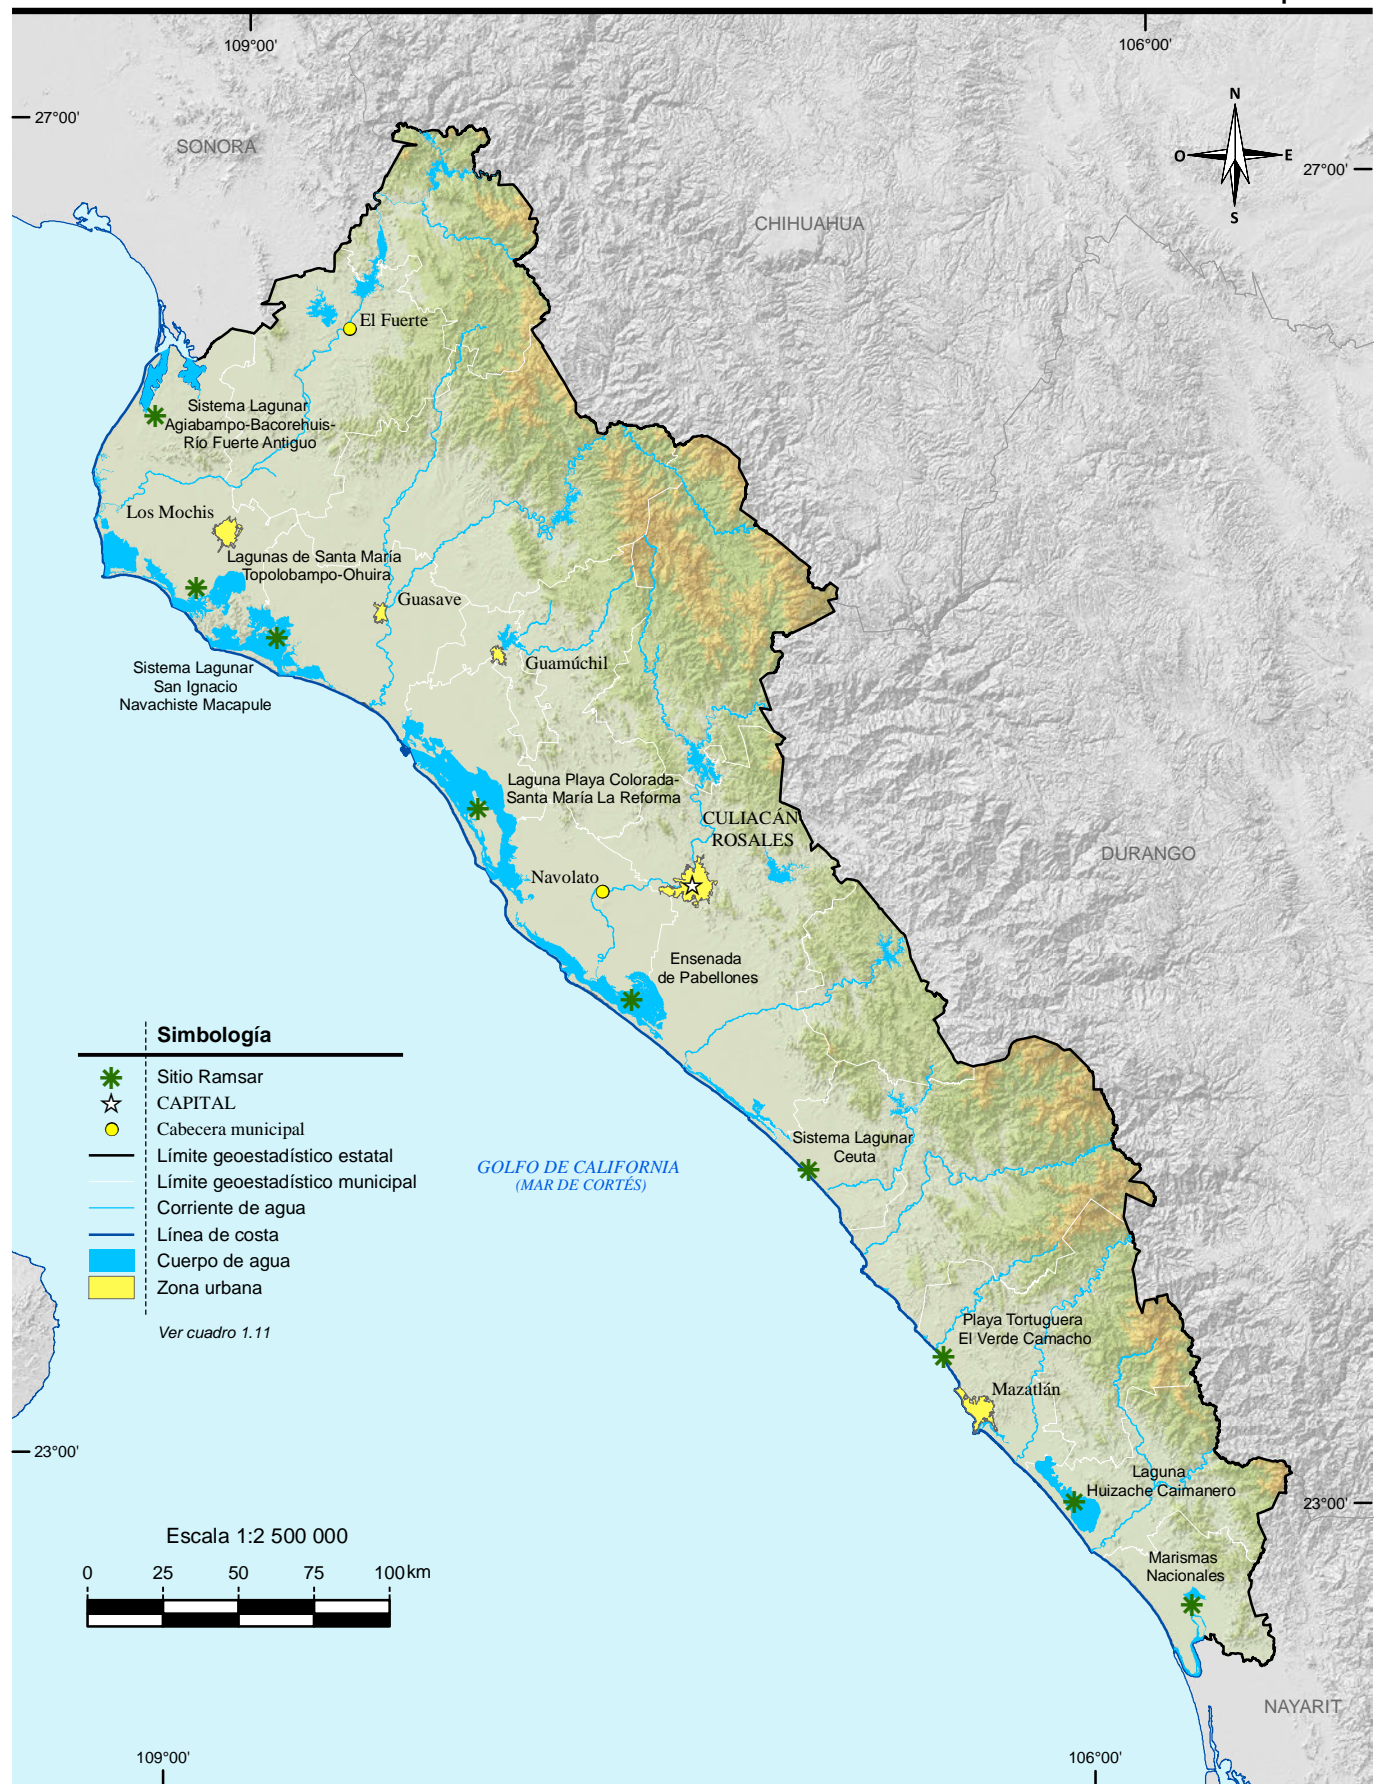 109°00'
106°00'
27°00'
SONORA
N
O
E
S
27°00'
CHIHUAHUA
El Fuerte
Sistema Lagunar
Agiabampo-Bacorehuis-
Río Fuerte Antiguo
Los Mochis
Lagunas de Santa María
Topolobampo-Ohuira
Guasave
Guamúchil
Sistema Lagunar
San Ignacio
Navachiste Macapule
Laguna Playa Colorada-
Santa María La Reforma
CULIACÁN
ROSALES
DURANGO
Navolato
Ensenada
de Pabellones
Simbología
Sitio Ramsar
CAPITAL
Cabecera municipal
Límite geoestadístico estatal
Límite geoestadístico municipal
Corriente de agua
Línea de costa
Cuerpo de agua
Zona urbana
Ver cuadro 1.11
Sistema Lagunar
Ceuta
GOLFO DE CALIFORNIA
(MAR DE CORTÉS)
Playa Tortuguera
El Verde Camacho
Mazatlán
23°00'
Laguna
Huizache Caimanero
23°00'
Escala 1:2 500 000
0 25 50 75 100 km
Marismas
Nacionales
NAYARIT
109°00'
106°00'